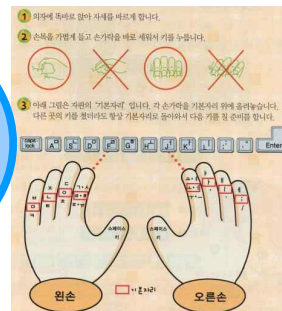 1 의자에 똑바로 앉아 자세를 바르게 합니다.
2 손목을 가볍게 들고 손가락을 바로 세워서 키를 누릅니다.
3 아래 그림은 자판의 '기본자리' 입니다. 각 손가락을 기본자리 위에 올려놓습니다.
다른 곳의 키를 쳤더라도 항상 기본자리로 돌아와서 다음 키를 칠 준비를 합니다.
caps lock A S D F G H J K L ; Enter
스페이스 키
스페이스 키
기본자리
왼손
오른손